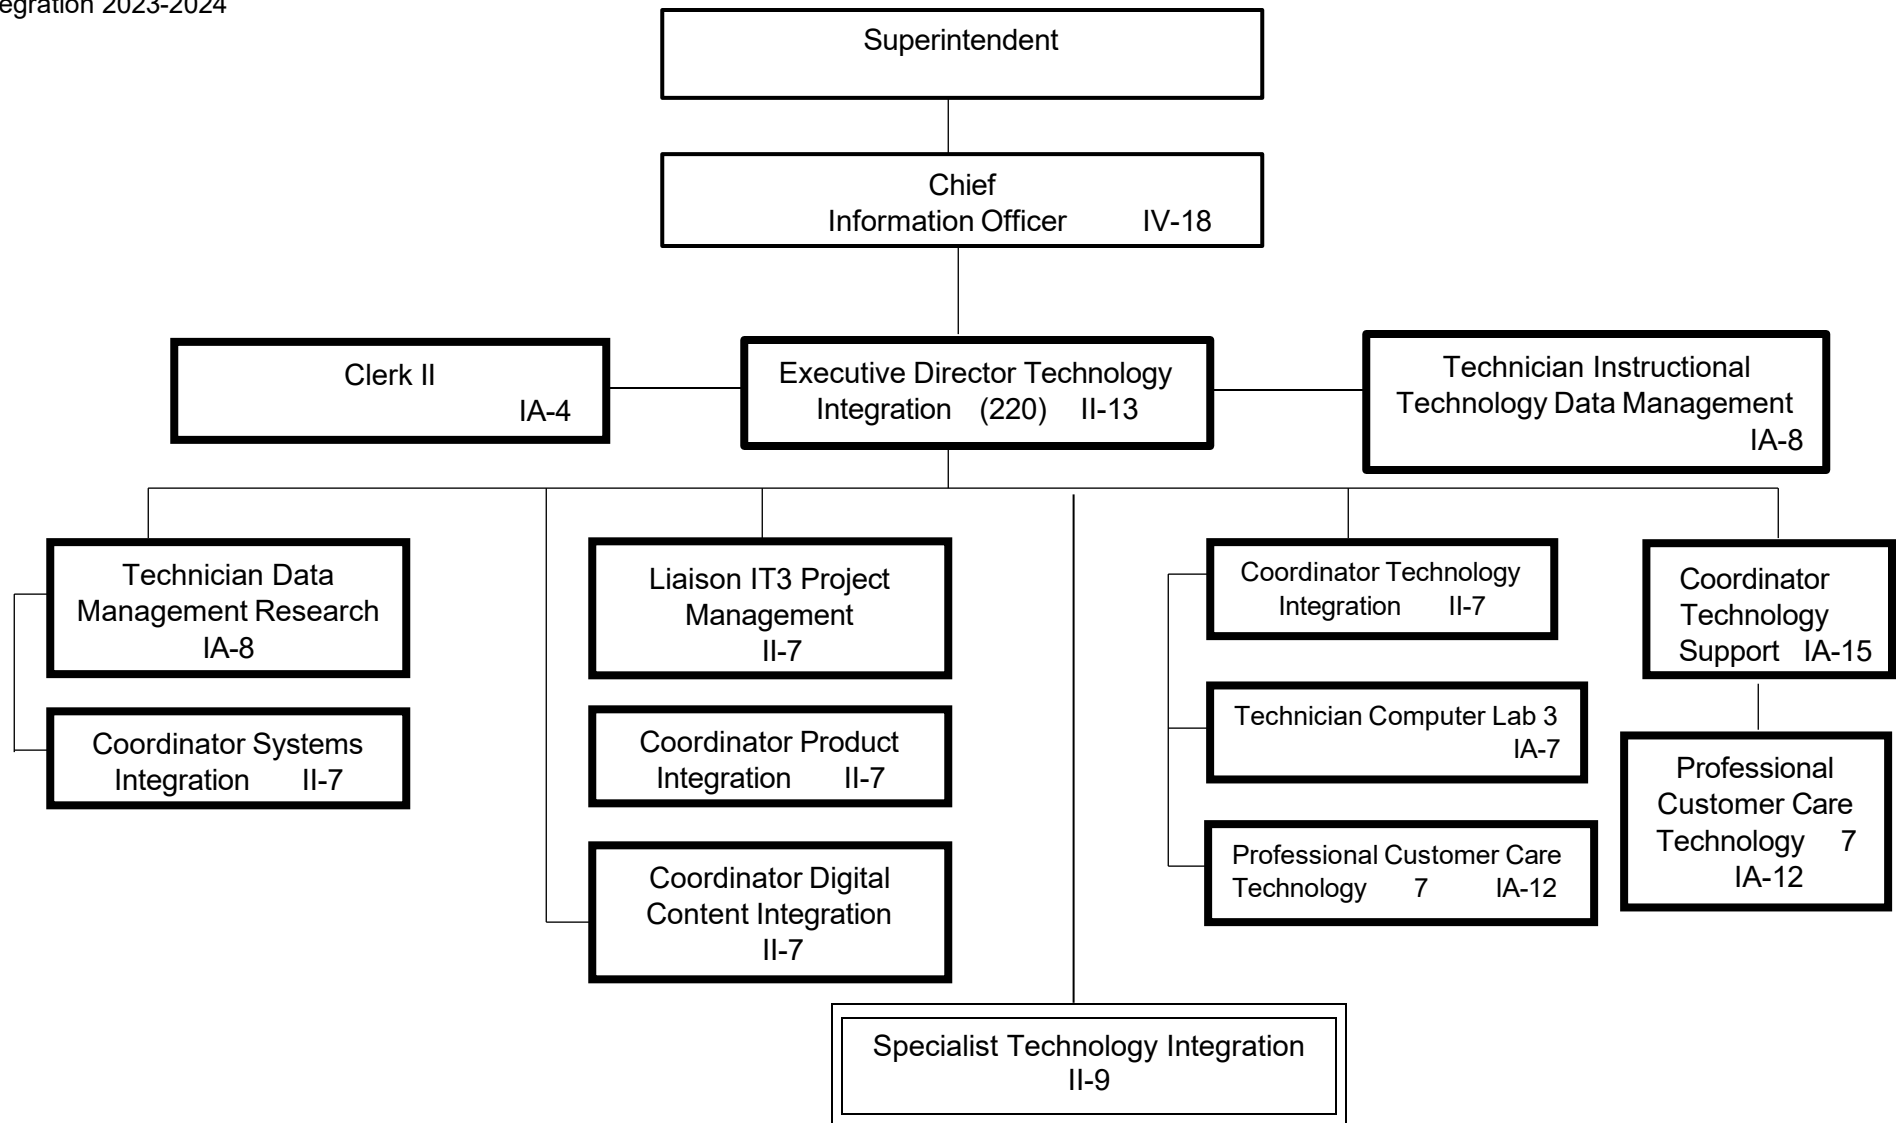 2023-2024
Superintendent
Chief
Information Officer IV-18
Clerk II
IA-4
Executive Director Technology
Integration (220) II-13
Technician Instructional
Technology Data Management
IA-8
Technician Data
Management Research
IA-8
Coordinator Systems
Integration II-7
Liaison IT3 Project
Management
II-7
Coordinator Product
Integration II-7
Coordinator Digital
Content Integration
II-7
Coordinator Technology
Integration II-7
Technician Computer Lab 3
IA-7
Professional Customer Care
Technology 7 IA-12
Coordinator
Technology
Support IA-15
Professional
Customer Care
Technology 7
IA-12
Specialist Technology Integration
II-9